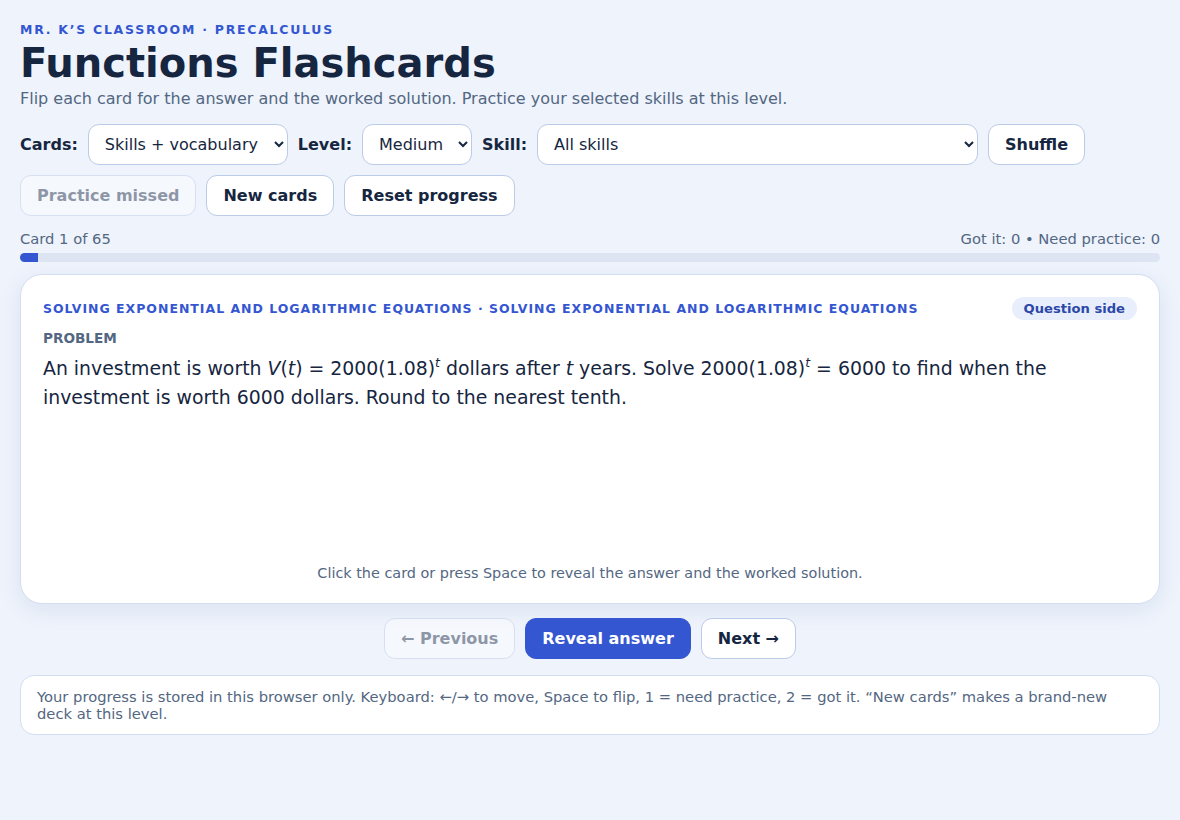 MR. K’S CLASSROOM · PRECALCULUS
Functions Flashcards
Flip each card for the answer and the worked solution. Practice your selected skills at this level.
Cards: Skills + vocabulary Level: Medium Skill: All skills Shuffle
Practice missed New cards Reset progress
Card 1 of 65 Got it: 0 • Need practice: 0
SOLVING EXPONENTIAL AND LOGARITHMIC EQUATIONS · SOLVING EXPONENTIAL AND LOGARITHMIC EQUATIONS Question side
PROBLEM
An investment is worth V(t) = 2000(1.08)^t dollars after t years. Solve 2000(1.08)^t = 6000 to find when the
investment is worth 6000 dollars. Round to the nearest tenth.
Click the card or press Space to reveal the answer and the worked solution.
← Previous Reveal answer Next →
Your progress is stored in this browser only. Keyboard: ←/→ to move, Space to flip, 1 = need practice, 2 = got it. “New cards” makes a brand-new
deck at this level.